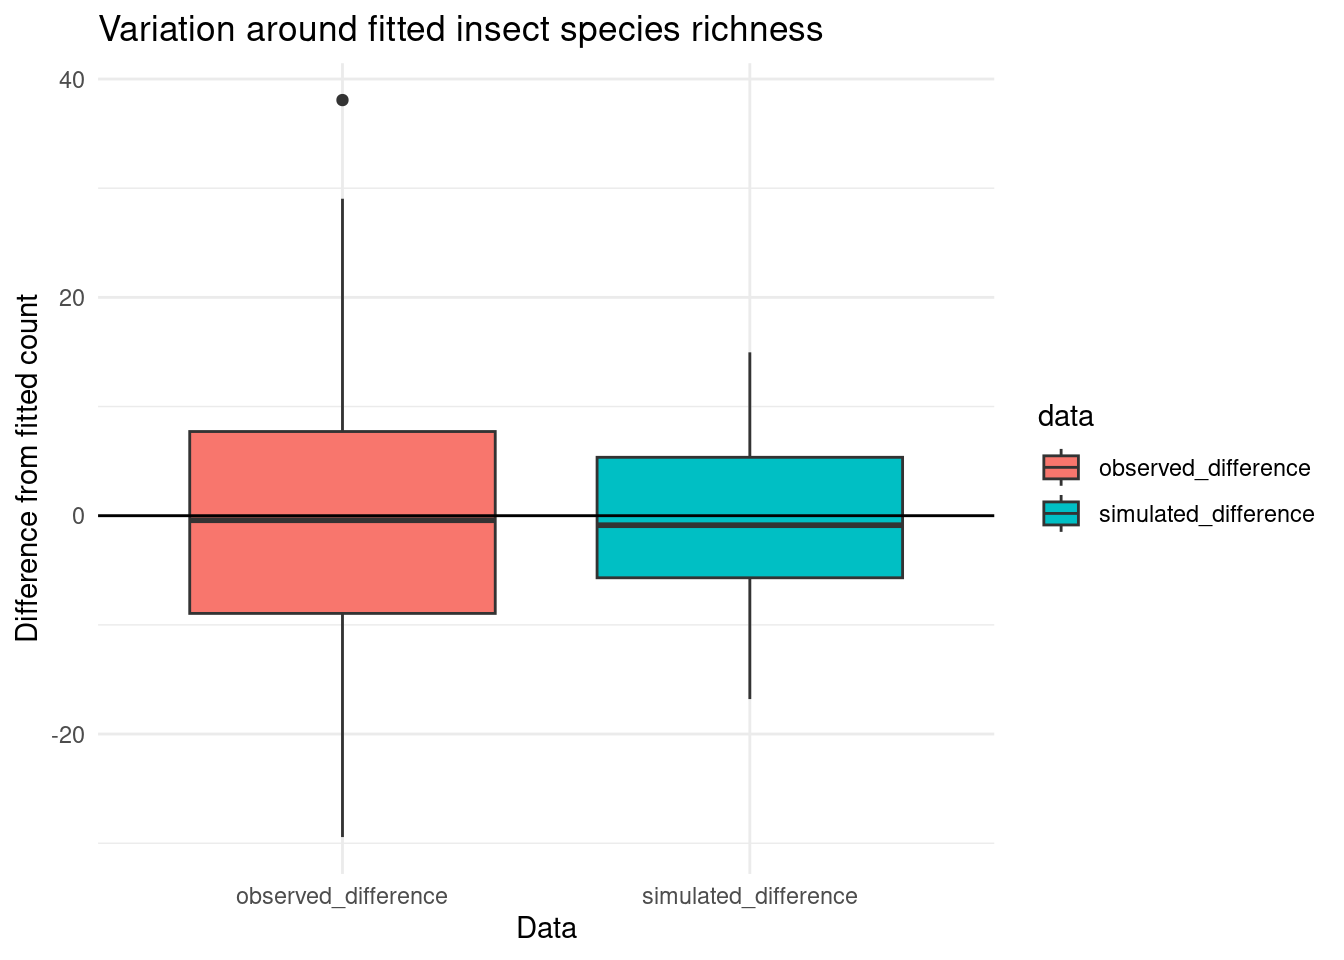 Variation around fitted insect species richness
Difference from fitted count
40
20
0
-20
observed_difference
simulated_difference
Data
data
observed_difference
simulated_difference